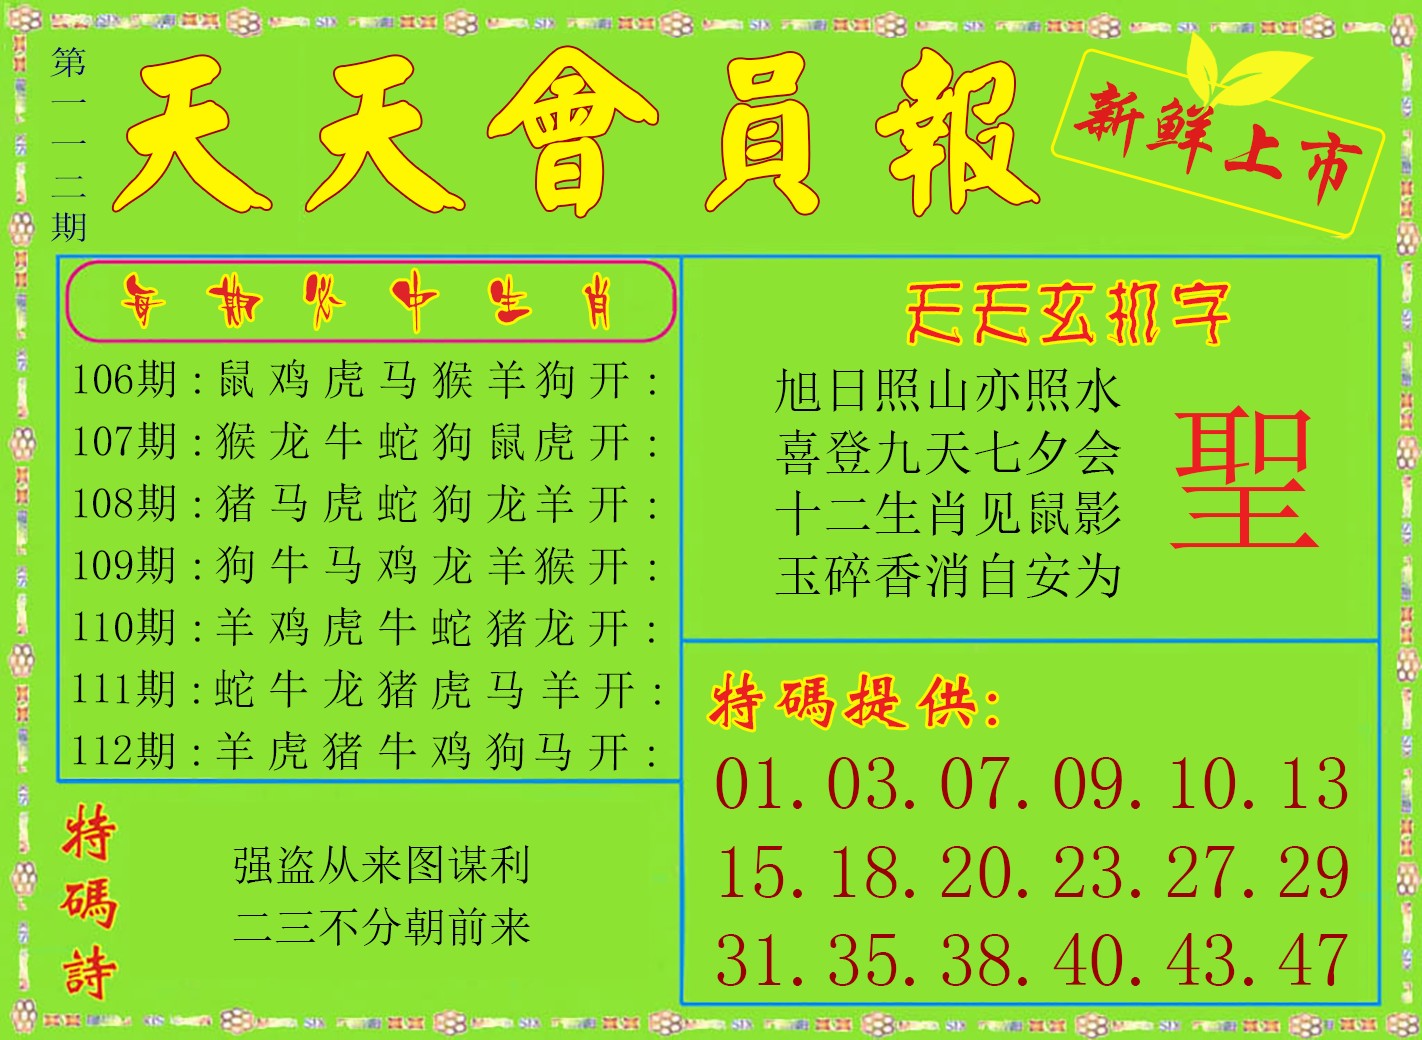 第一一二期
天天會員報
新鲜上市
每期必中生肖
106期:鼠鸡虎马猴羊狗开:
107期:猴龙牛蛇狗鼠虎开:
108期:猪马虎蛇狗龙羊开:
109期:狗牛马鸡龙羊猴开:
110期:羊鸡虎牛蛇猪龙开:
111期:蛇牛龙猪虎马羊开:
112期:羊虎猪牛鸡狗马开:
天天玄机字
旭日照山亦照水
喜登九天七夕会
十二生肖见鼠影
玉碎香消自安为
聖
特碼提供:
01.03.07.09.10.13
15.18.20.23.27.29
31.35.38.40.43.47
特碼詩
强盗从来图谋利
二三不分朝前来